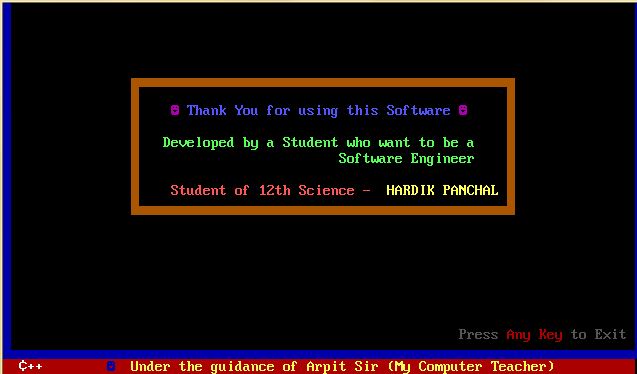 Thank You for using this Software
Developed by a Student who want to be a
Software Engineer
Student of 12th Science - HARDIK PANCHAL
Press Any Key to Exit
C++ Under the guidance of Arpit Sir (My Computer Teacher)